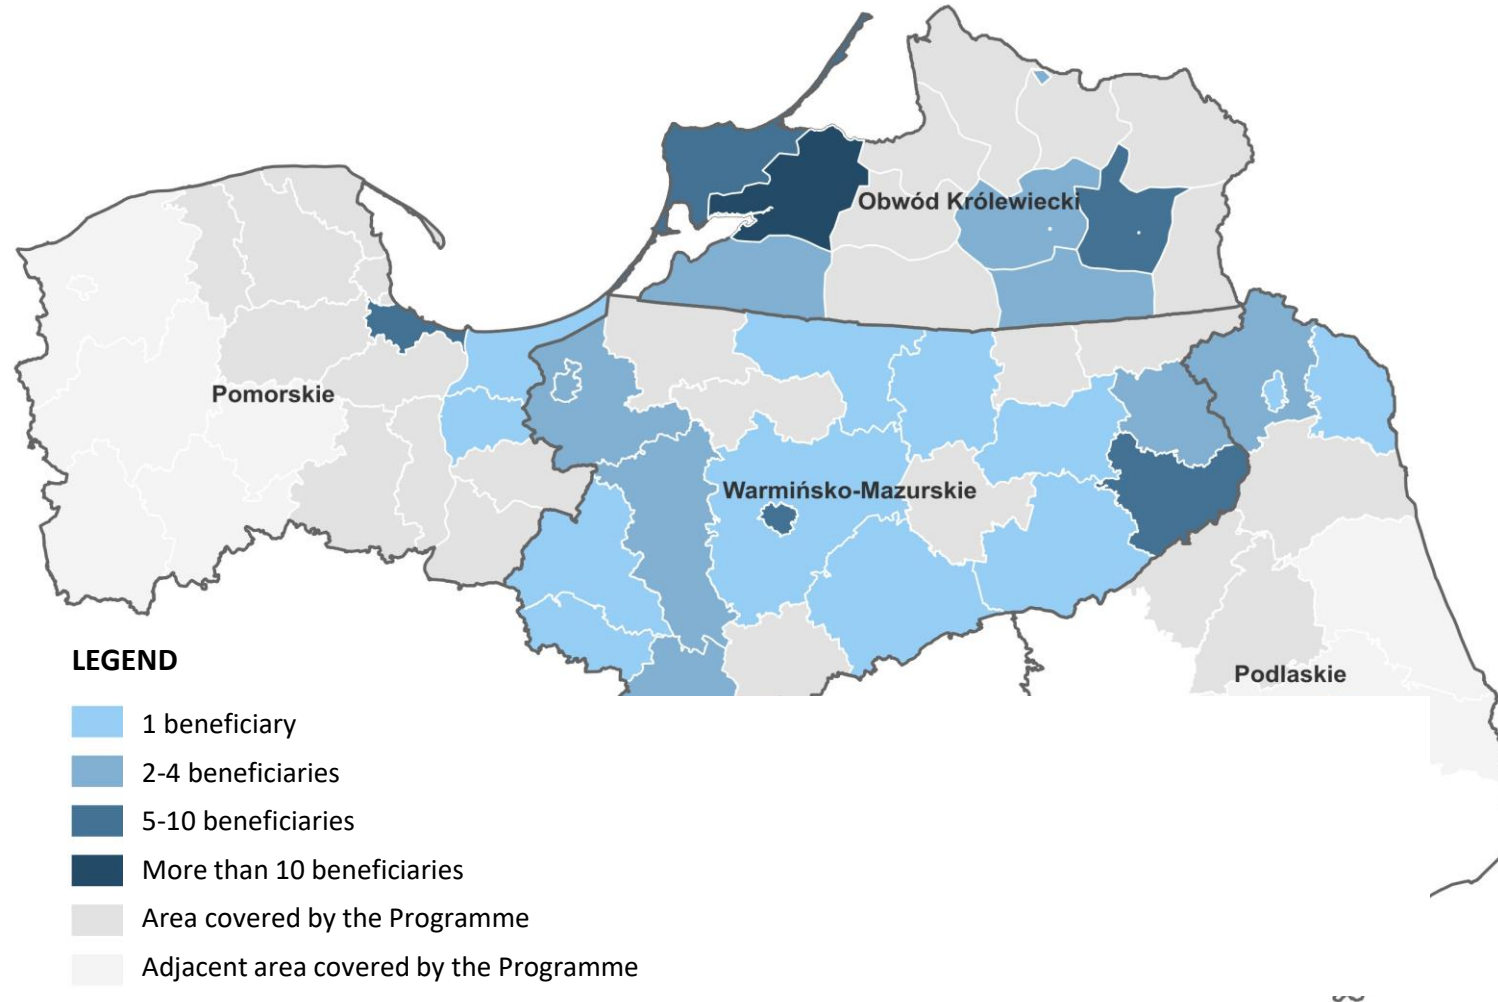 Obwód Królewiecki
Pomorskie
Warmińsko-Mazurskie
Podlaskie
LEGEND
1 beneficiary
2-4 beneficiaries
5-10 beneficiaries
More than 10 beneficiaries
Area covered by the Programme
Adjacent area covered by the Programme